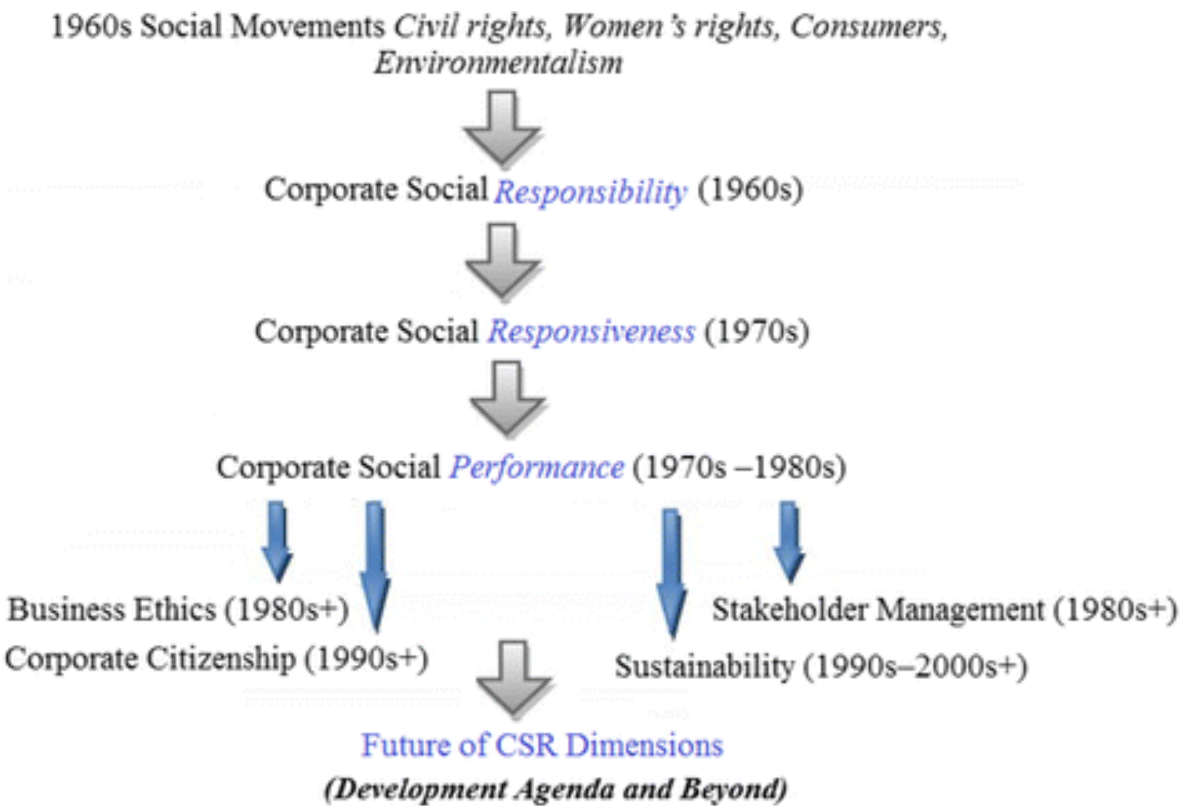 1960s Social Movements Civil rights, Women's rights, Consumers,
Environmentalism
Corporate Social Responsibility (1960s)
Corporate Social Responsiveness (1970s)
Corporate Social Performance (1970s –1980s)
Business Ethics (1980s+)
Stakeholder Management (1980s+)
Corporate Citizenship (1990s+)
Sustainability (1990s–2000s+)
Future of CSR Dimensions
(Development Agenda and Beyond)